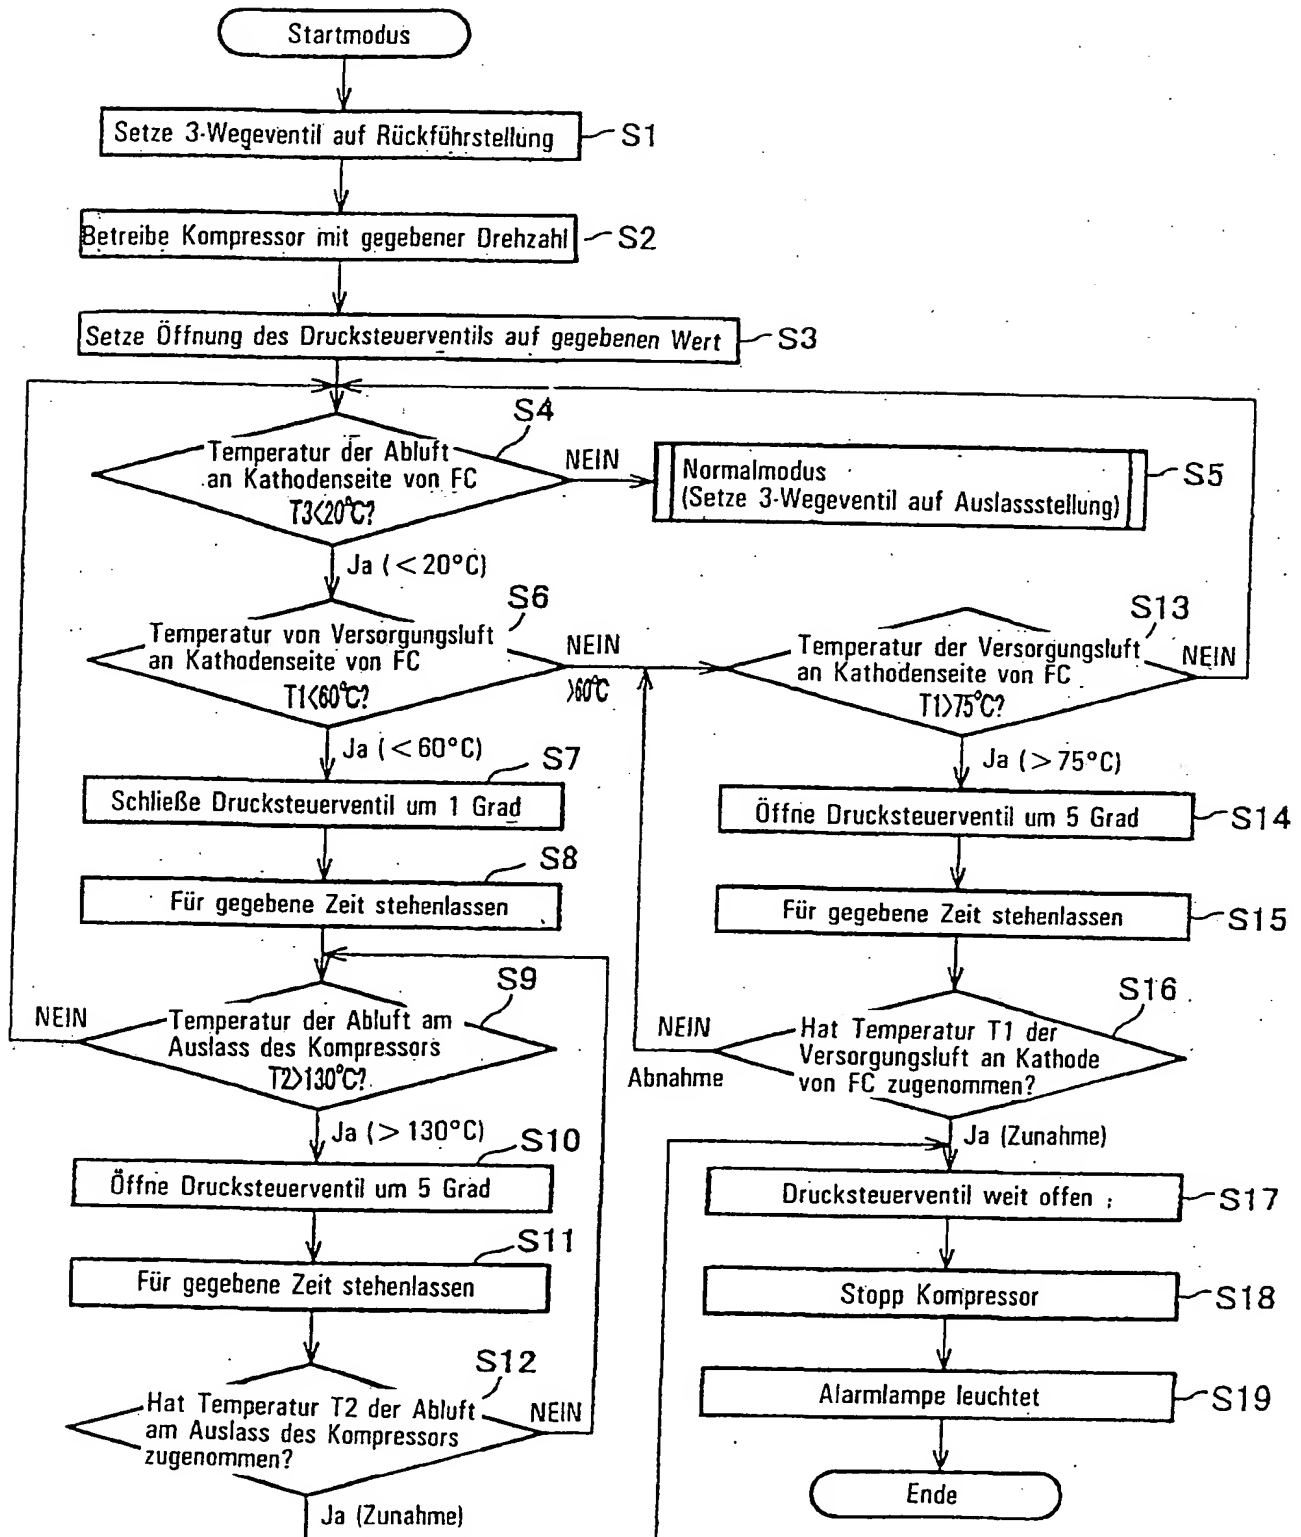 Startmodus
Setze 3-Wegeventil auf Rückführstellung
S1
Betreibe Kompressor mit gegebener Drehzahl
S2
Setze Öffnung des Drucksteuerventils auf gegebenen Wert
S3
S4
Temperatur der Abluft
an Kathodenseite von FC
T3<20°C?
NEIN
Normalmodus
(Setze 3-Wegeventil auf Auslassstellung)
S5
Ja (<20°C)
S6
Temperatur von Versorgungsluft
an Kathodenseite von FC
T1<60°C?
NEIN
>60°C
S13
Temperatur der Versorgungsluft
an Kathodenseite von FC
T1>75°C?
NEIN
Ja (<60°C)
S7
Schließe Drucksteuerventil um 1 Grad
Ja (>75°C)
Öffne Drucksteuerventil um 5 Grad
S14
S8
Für gegebene Zeit stehenlassen
Für gegebene Zeit stehenlassen
S15
S9
NEIN
Temperatur der Abluft am
Auslass des Kompressors
T2>130°C?
S16
NEIN
Abnahme
Hat Temperatur T1 der
Versorgungsluft an Kathode
von FC zugenommen?
Ja (>130°C)
S10
Öffne Drucksteuerventil um 5 Grad
Ja (Zunahme)
Drucksteuerventil weit offen
S17
S11
Für gegebene Zeit stehenlassen
Stopp Kompressor
S18
S12
Hat Temperatur T2 der Abluft
am Auslass des Kompressors
zugenommen?
NEIN
Alarmlampe leuchtet
S19
Ja (Zunahme)
Ende